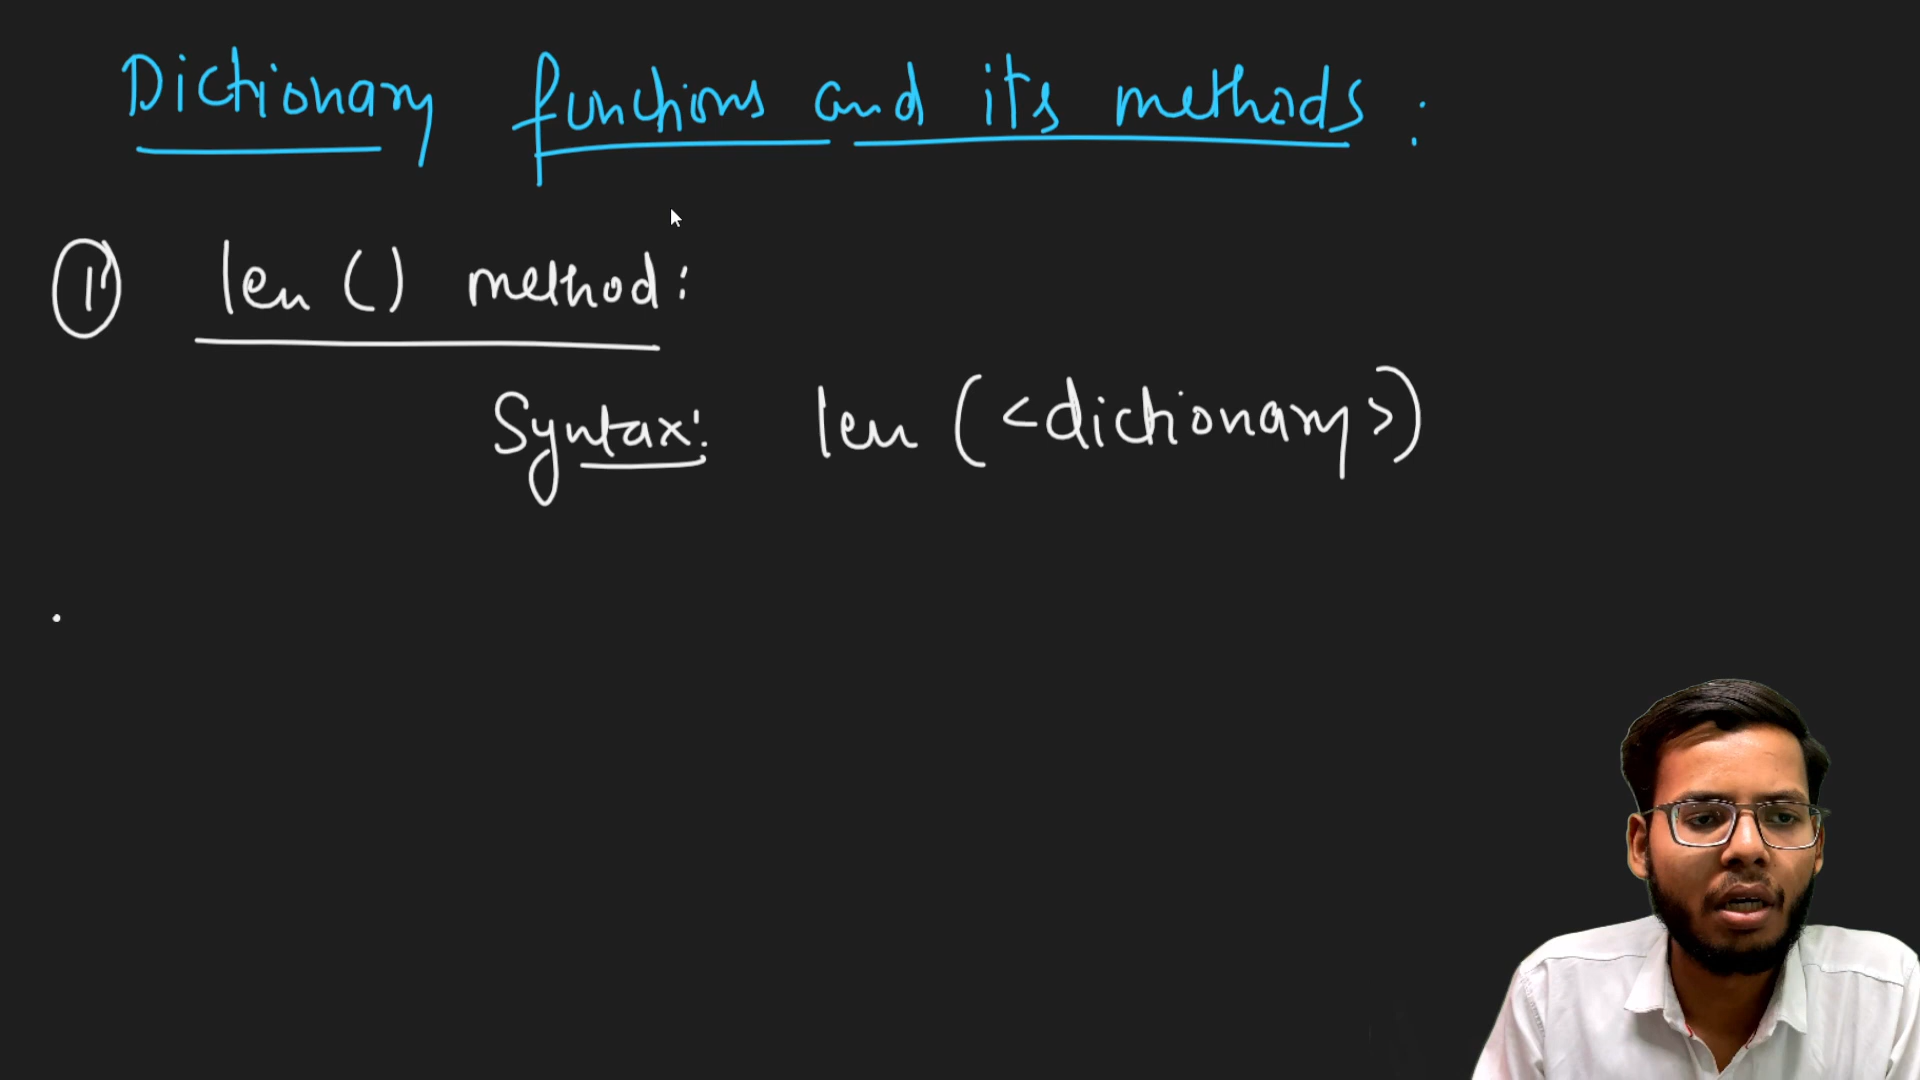 Dictionary functions and its methods :
① len () method :
Syntax: len (<dictionary>)